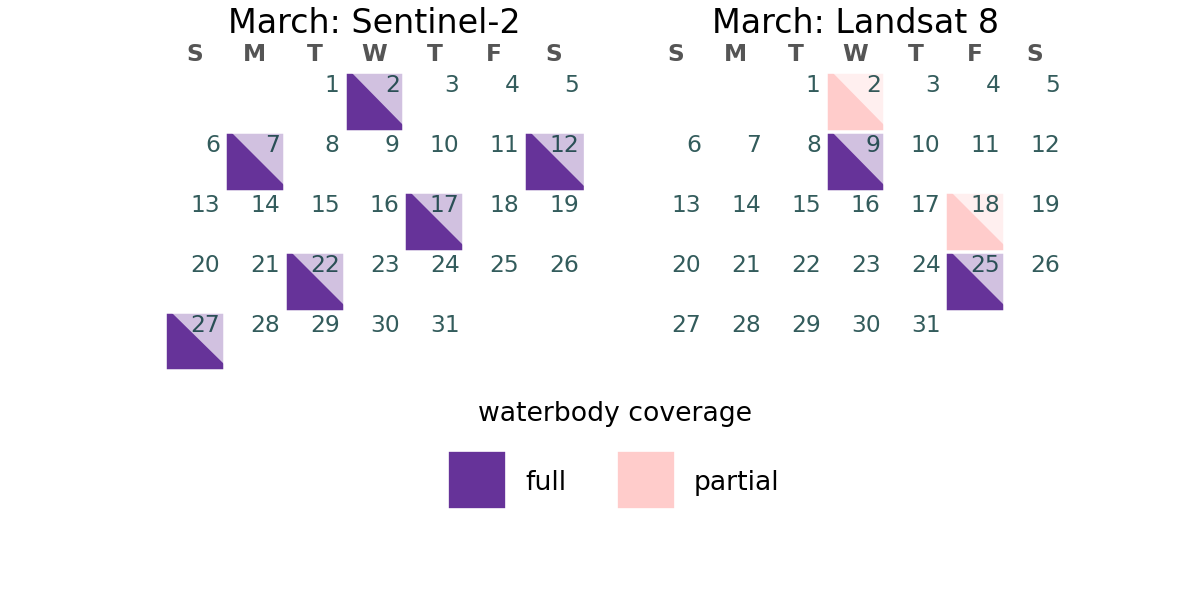 March: Sentinel-2
S M T W T F S
1 2 3 4 5
6 7 8 9 10 11 12
13 14 15 16 17 18 19
20 21 22 23 24 25 26
27 28 29 30 31
March: Landsat 8
S M T W T F S
1 2 3 4 5
6 7 8 9 10 11 12
13 14 15 16 17 18 19
20 21 22 23 24 25 26
27 28 29 30 31
waterbody coverage
full partial